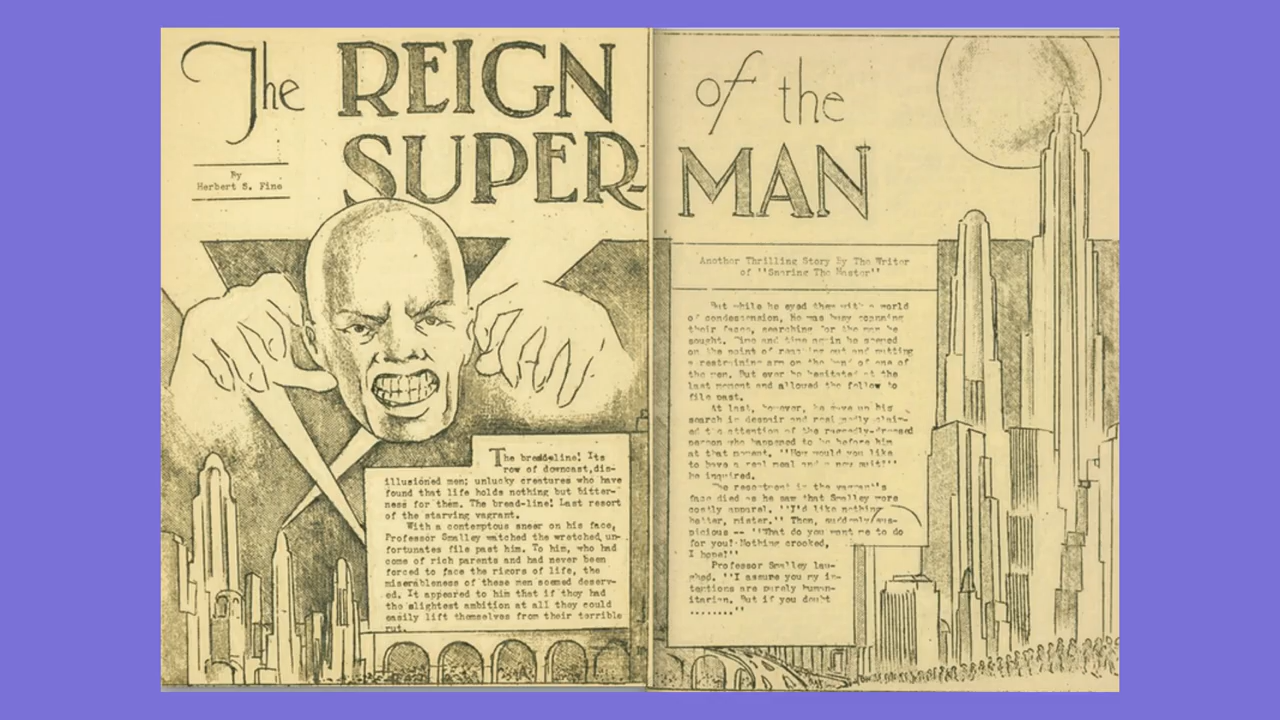 The REIGN of the
SUPER-MAN
By
Herbert S. Fine
The breadline! Its
row of downcast,dis-
illusioned men; unlucky creatures who have
found that life holds nothing but bitter-
ness for them. The bread-line! Last resort
of the starving vagrant.
With a contemptous sneer on his face,
Professor Smalley watched the wretched un-
fortunates file past him. To him, who had
come of rich parents and had never been
forced to face the rigors of life, the
miserableness of these men seemed deserv-
ed. It appeared to him that if they had
the slightest ambition at all they could
easily lift themselves from their terrible
rut.
Another Thrilling Story By The Writer
of "Snaring The Master"
But while he eyed them with a world
of condescension, He was busy scanning
their faces, searching for the man he
sought. Time and time again he seemed
on the point of reaching out and putting
a restraining arm on the hand of one of
the men. But ever he hesitated at the
last moment and allowed the fellow to
file past.
At last, however, he gave up his
search in despair and resignedly claim-
ed the attention of the raggedly-dressed
person who happened to be before him
at that moment. "How would you like
to have a real meal and a new suit?"
he inquired.
The resentment in the vagrant's
face died as he saw that Smalley wore
costly apparel. "I'd like nothing
better, mister." Then, suddenly sus-
picious -- "What do you want me to do
for you? Nothing crooked,
I hope!"
Professor Smalley lau-
ghed. "I assure you my in-
tentions are purely human-
itarian. But if you doubt
........"